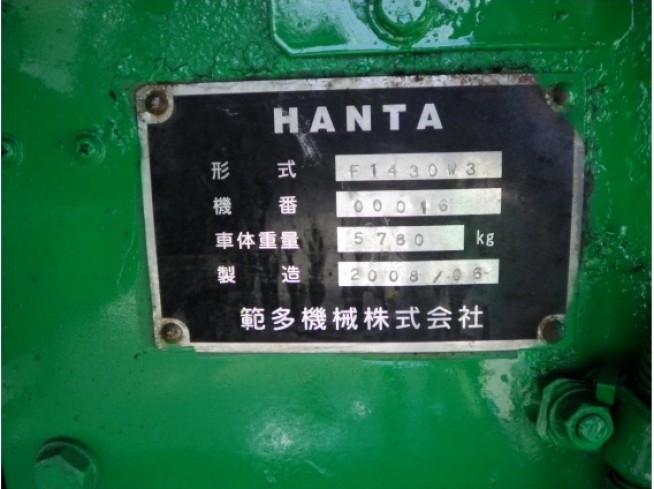 HANTA
形式 F1430W3
機番 00016
車体重量 5780 kg
製造 2008/06
範多機械株式会社